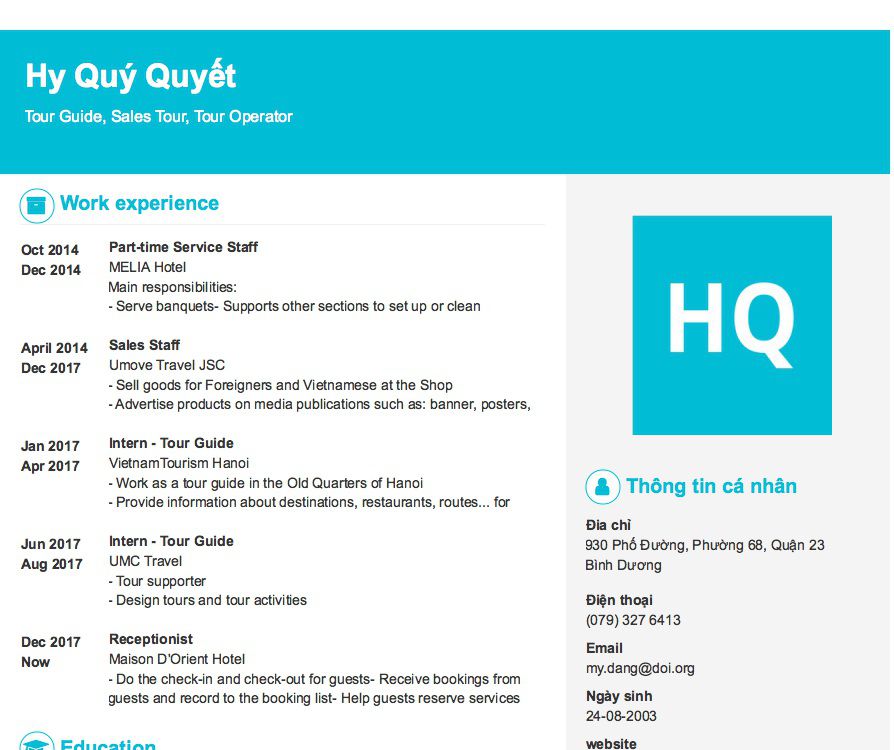 Hy Quý Quyết
Tour Guide, Sales Tour, Tour Operator
Work experience
Oct 2014
Dec 2014
Part-time Service Staff
MELIA Hotel
Main responsibilities:
- Serve banquets- Supports other sections to set up or clean
April 2014
Dec 2017
Sales Staff
Umove Travel JSC
- Sell goods for Foreigners and Vietnamese at the Shop
- Advertise products on media publications such as: banner, posters,
Jan 2017
Apr 2017
Intern - Tour Guide
VietnamTourism Hanoi
- Work as a tour guide in the Old Quarters of Hanoi
- Provide information about destinations, restaurants, routes... for
Jun 2017
Aug 2017
Intern - Tour Guide
UMC Travel
- Tour supporter
- Design tours and tour activities
Dec 2017
Now
Receptionist
Maison D'Orient Hotel
- Do the check-in and check-out for guests- Receive bookings from
guests and record to the booking list- Help guests reserve services
Education
HQ
Thông tin cá nhân
Địa chỉ
930 Phố Đường, Phường 68, Quận 23
Bình Dương
Điện thoại
(079) 327 6413
Email
my.dang@doi.org
Ngày sinh
24-08-2003
website